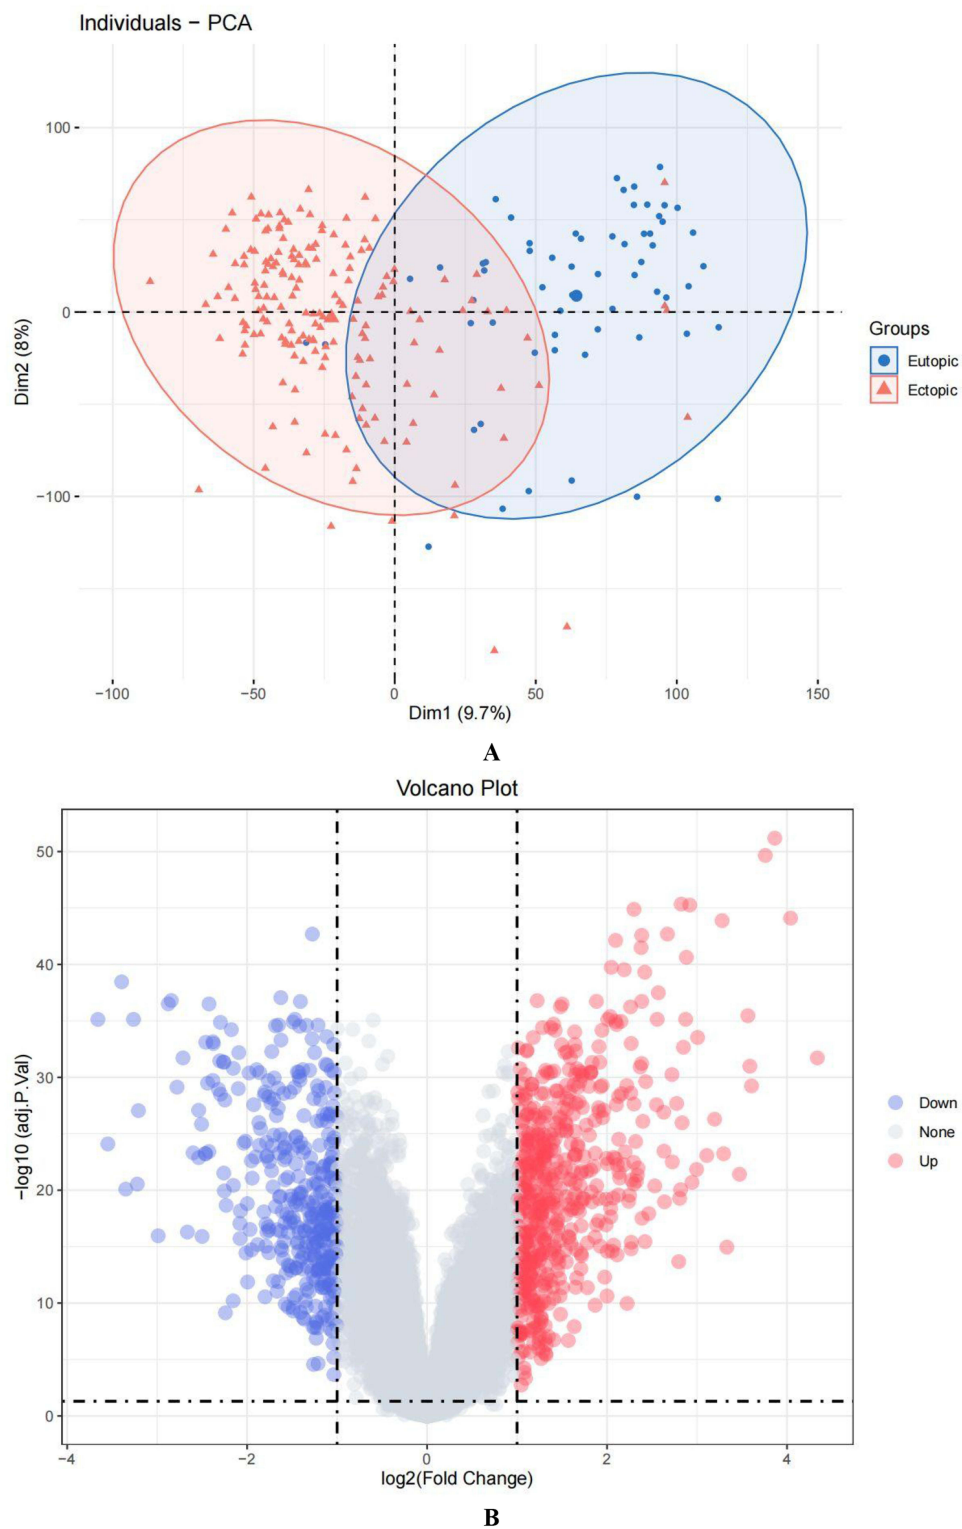 Individuals − PCA
100
0
−100
Dim2 (8%)
−100 −50 0 50 100 150
Dim1 (9.7%)
Groups
Eutopic
Ectopic
A
Volcano Plot
50
40
30
20
10
0
−log10 (adj.P.Val)
−4 −2 0 2 4
log2(Fold Change)
Down
None
Up
B